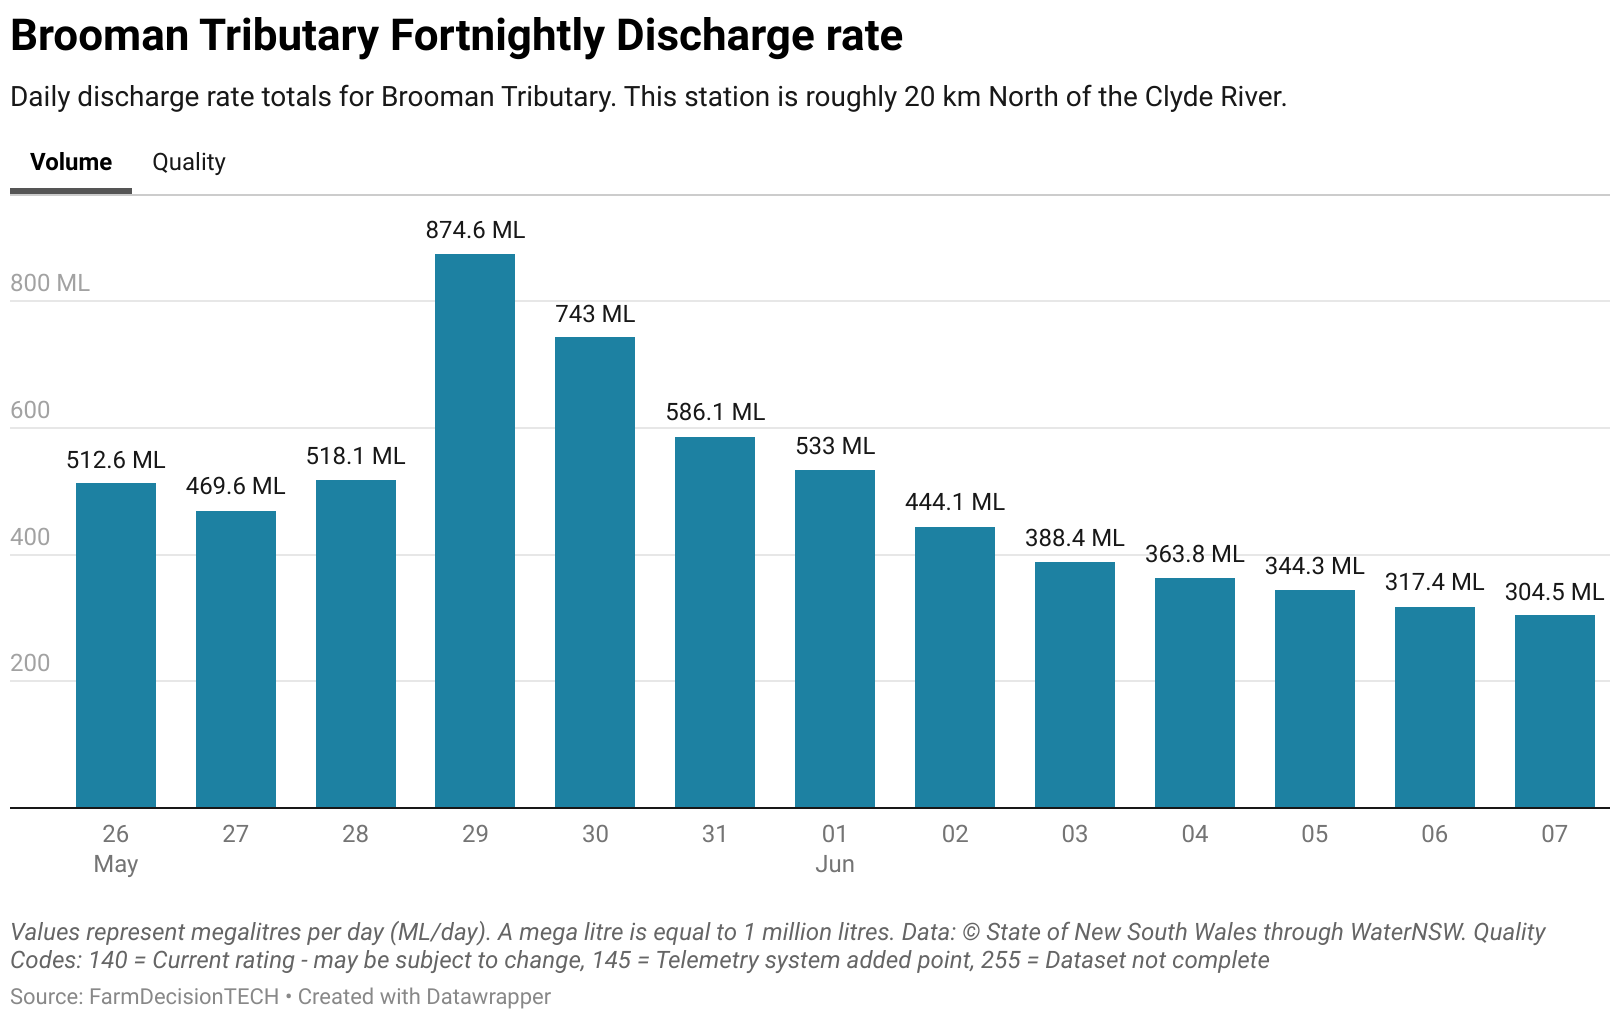 Brooman Tributary Fortnightly Discharge rate
Daily discharge rate totals for Brooman Tributary. This station is roughly 20 km North of the Clyde River.
Volume Quality
874.6 ML
800 ML
743 ML
600
586.1 ML
533 ML
512.6 ML
518.1 ML
469.6 ML
444.1 ML
400
388.4 ML
363.8 ML
344.3 ML
317.4 ML
304.5 ML
200
26 27 28 29 30 31 01 02 03 04 05 06 07
May Jun
Values represent megalitres per day (ML/day). A mega litre is equal to 1 million litres. Data: © State of New South Wales through WaterNSW. Quality
Codes: 140 = Current rating - may be subject to change, 145 = Telemetry system added point, 255 = Dataset not complete
Source: FarmDecisionTECH • Created with Datawrapper